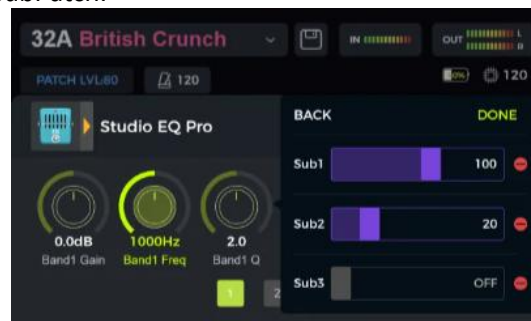 32A British Crunch
IN
OUT
L
R
PATCH LVL:80
120
120
Studio EQ Pro
BACK
DONE
Sub1
100
Sub2
20
Sub3
OFF
0.0dB
1000Hz
2.0
Band1 Gain
Band1 Freq
Band1 Q
1
2